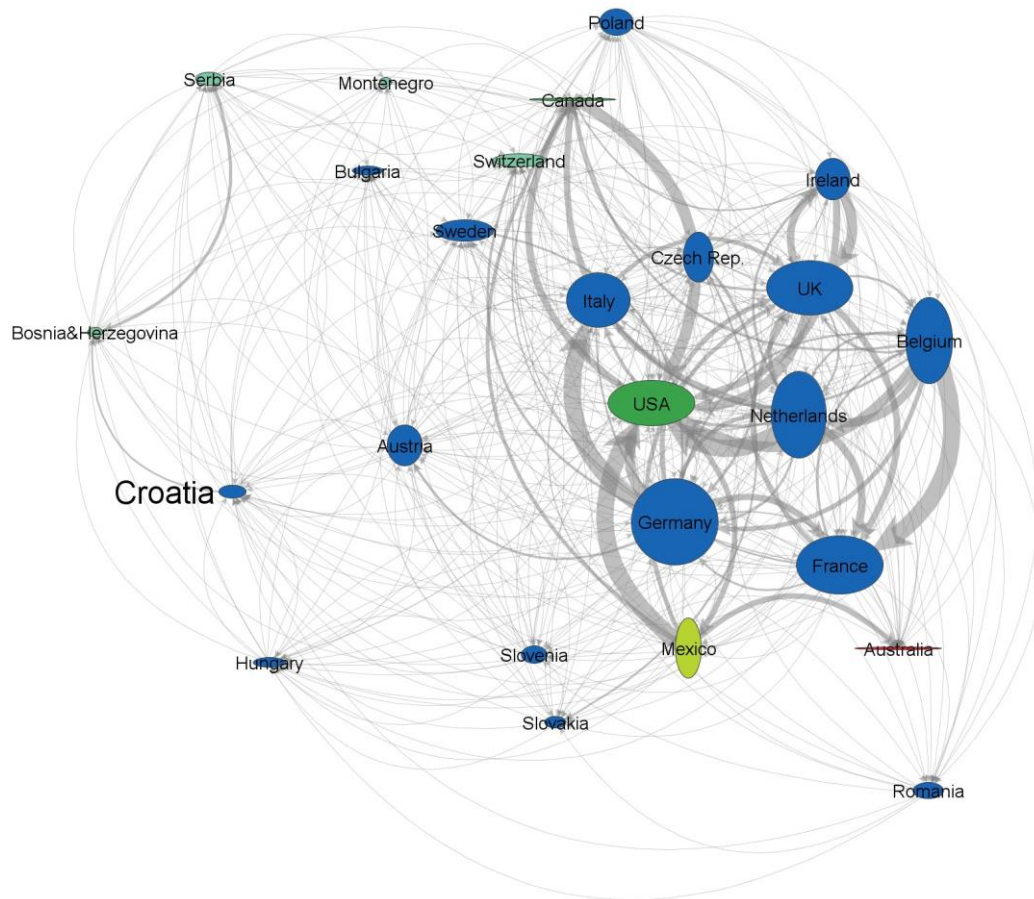 Poland
Serbia
Montenegro
Canada
Switzerland
Bulgaria
Ireland
Sweden
Czech Rep.
Italy
UK
Bosnia&Herzegovina
Belgium
USA
Netherlands
Austria
Croatia
Germany
France
Hungary
Slovenia
Mexico
Australia
Slovakia
Romania